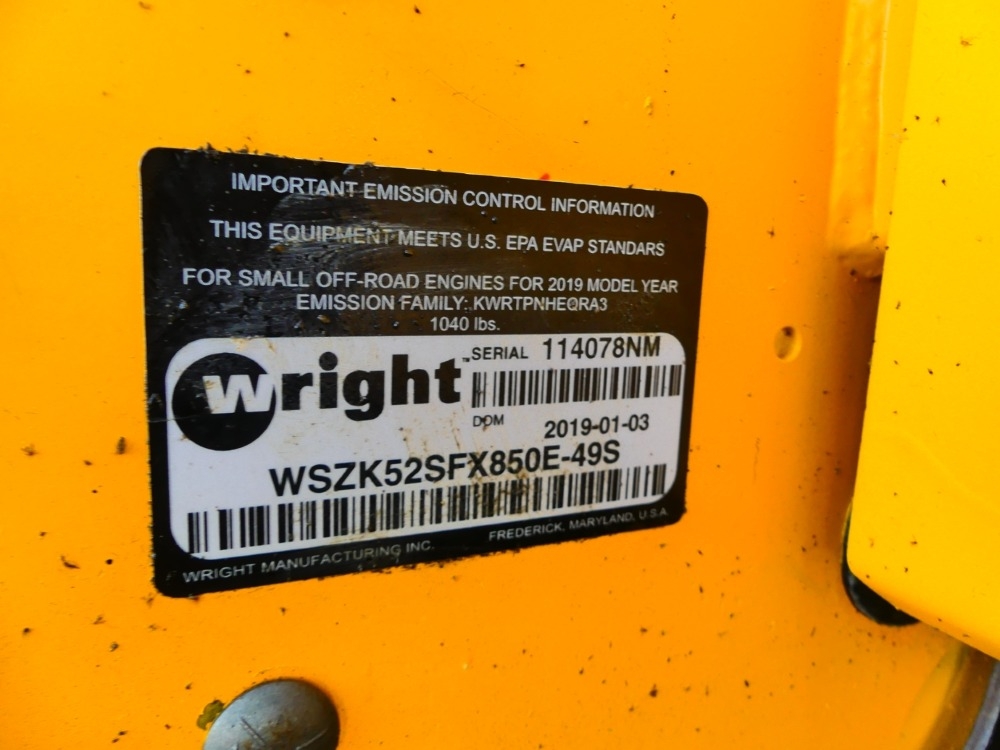 IMPORTANT EMISSION CONTROL INFORMATION
THIS EQUIPMENT MEETS U.S. EPA EVAP STANDARS
FOR SMALL OFF-ROAD ENGINES FOR 2019 MODEL YEAR
EMISSION FAMILY: KWRTPNHEQRA3
1040 lbs.
wright™
SERIAL 114078NM
DOM 2019-01-03
WSZK52SFX850E-49S
WRIGHT MANUFACTURING INC. FREDERICK, MARYLAND, U.S.A.